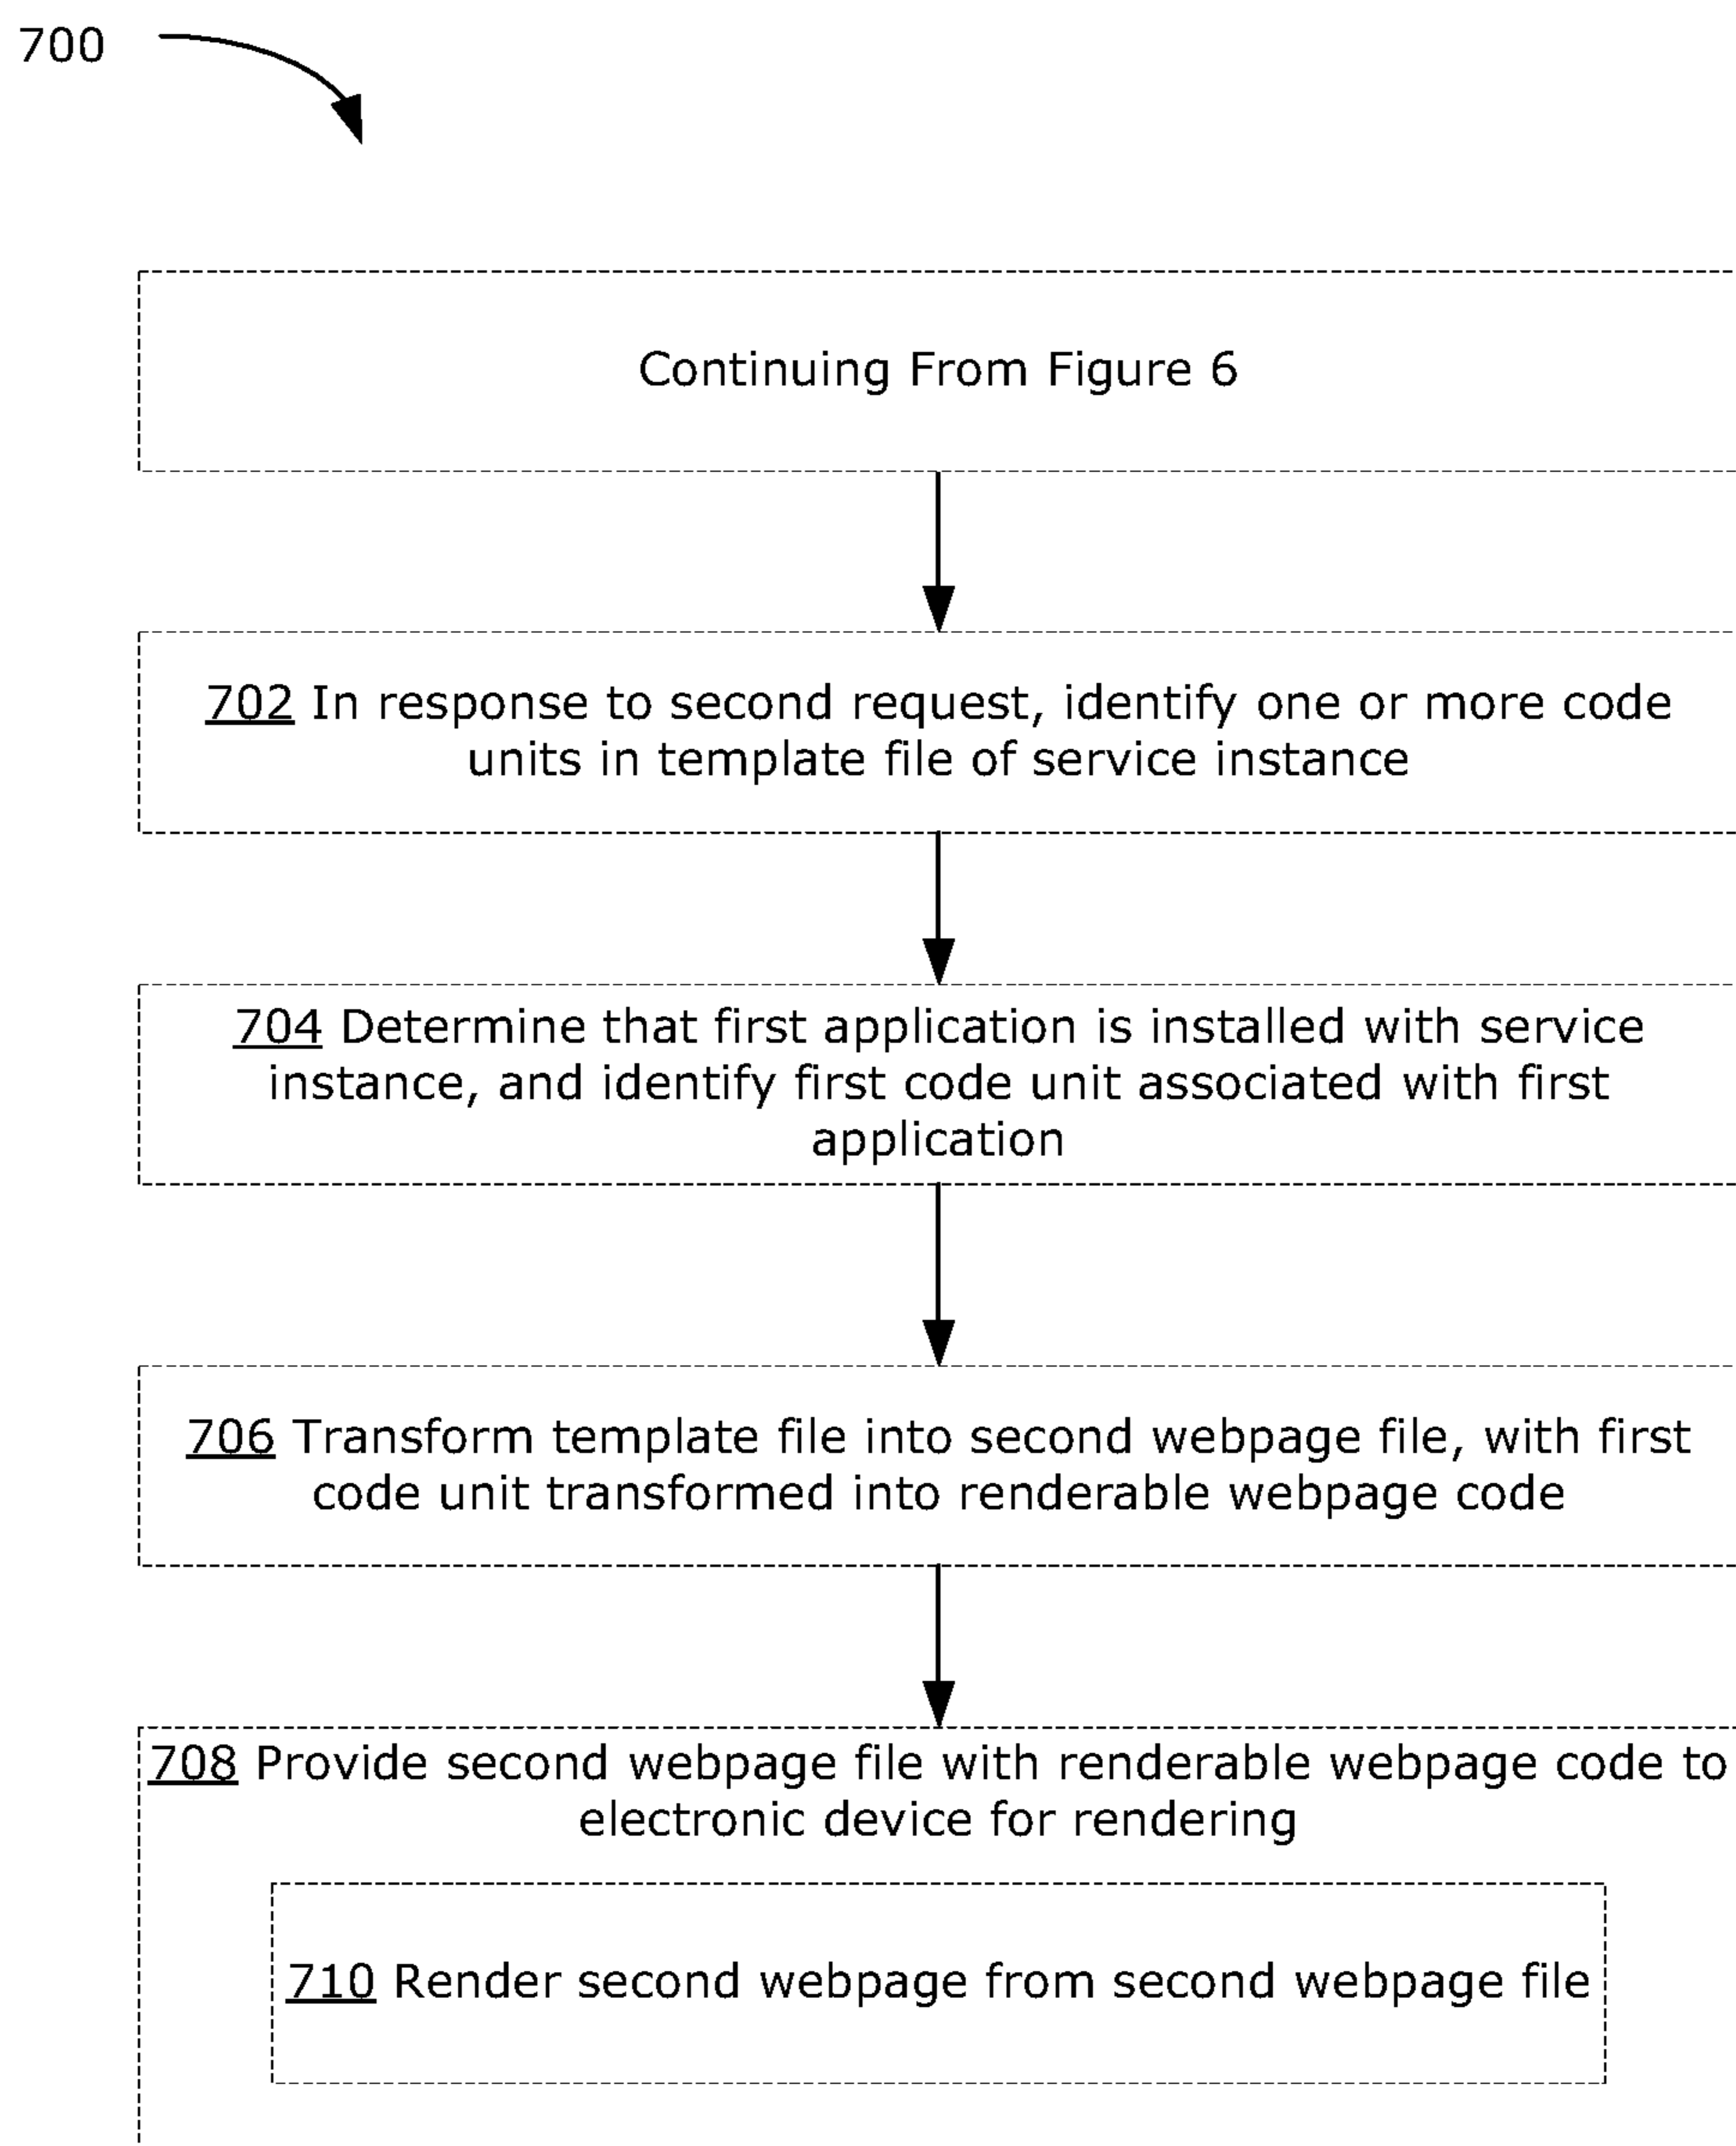 700
Continuing From Figure 6
702 In response to second request, identify one or more code
units in template file of service instance
704 Determine that first application is installed with service
instance, and identify first code unit associated with first
application
706 Transform template file into second webpage file, with first
code unit transformed into renderable webpage code
708 Provide second webpage file with renderable webpage code to
electronic device for rendering
710 Render second webpage from second webpage file